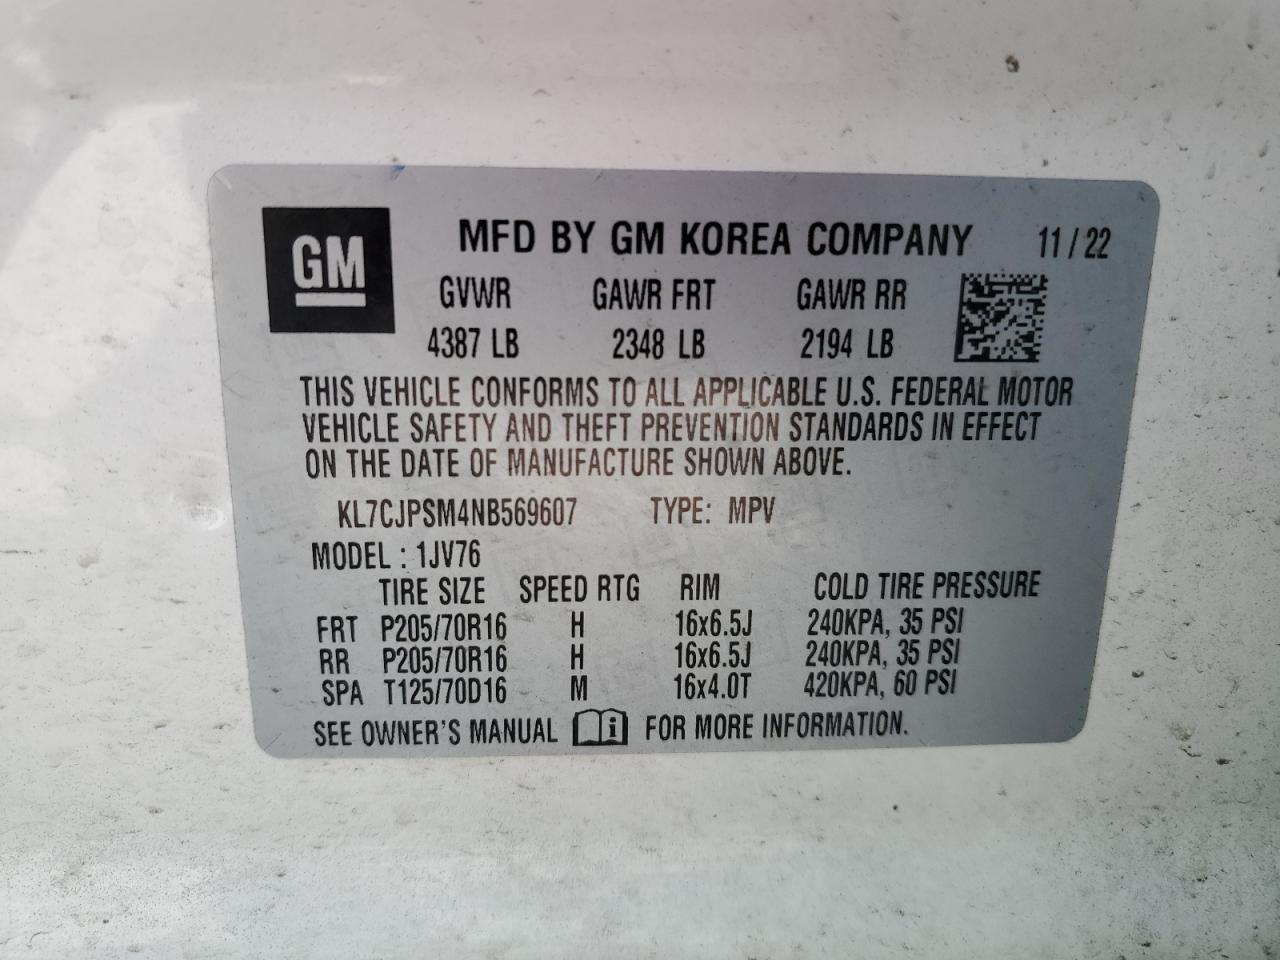 GM
MFD BY GM KOREA COMPANY 11/22
GVWR GAWR FRT GAWR RR
4387 LB 2348 LB 2194 LB
THIS VEHICLE CONFORMS TO ALL APPLICABLE U.S. FEDERAL MOTOR
VEHICLE SAFETY AND THEFT PREVENTION STANDARDS IN EFFECT
ON THE DATE OF MANUFACTURE SHOWN ABOVE.
KL7CJPSM4NB569607 TYPE: MPV
MODEL : 1JV76
TIRE SIZE SPEED RTG RIM COLD TIRE PRESSURE
FRT P205/70R16 H 16x6.5J 240KPA, 35 PSI
RR P205/70R16 H 16x6.5J 240KPA, 35 PSI
SPA T125/70D16 M 16x4.0T 420KPA, 60 PSI
SEE OWNER'S MANUAL i FOR MORE INFORMATION.